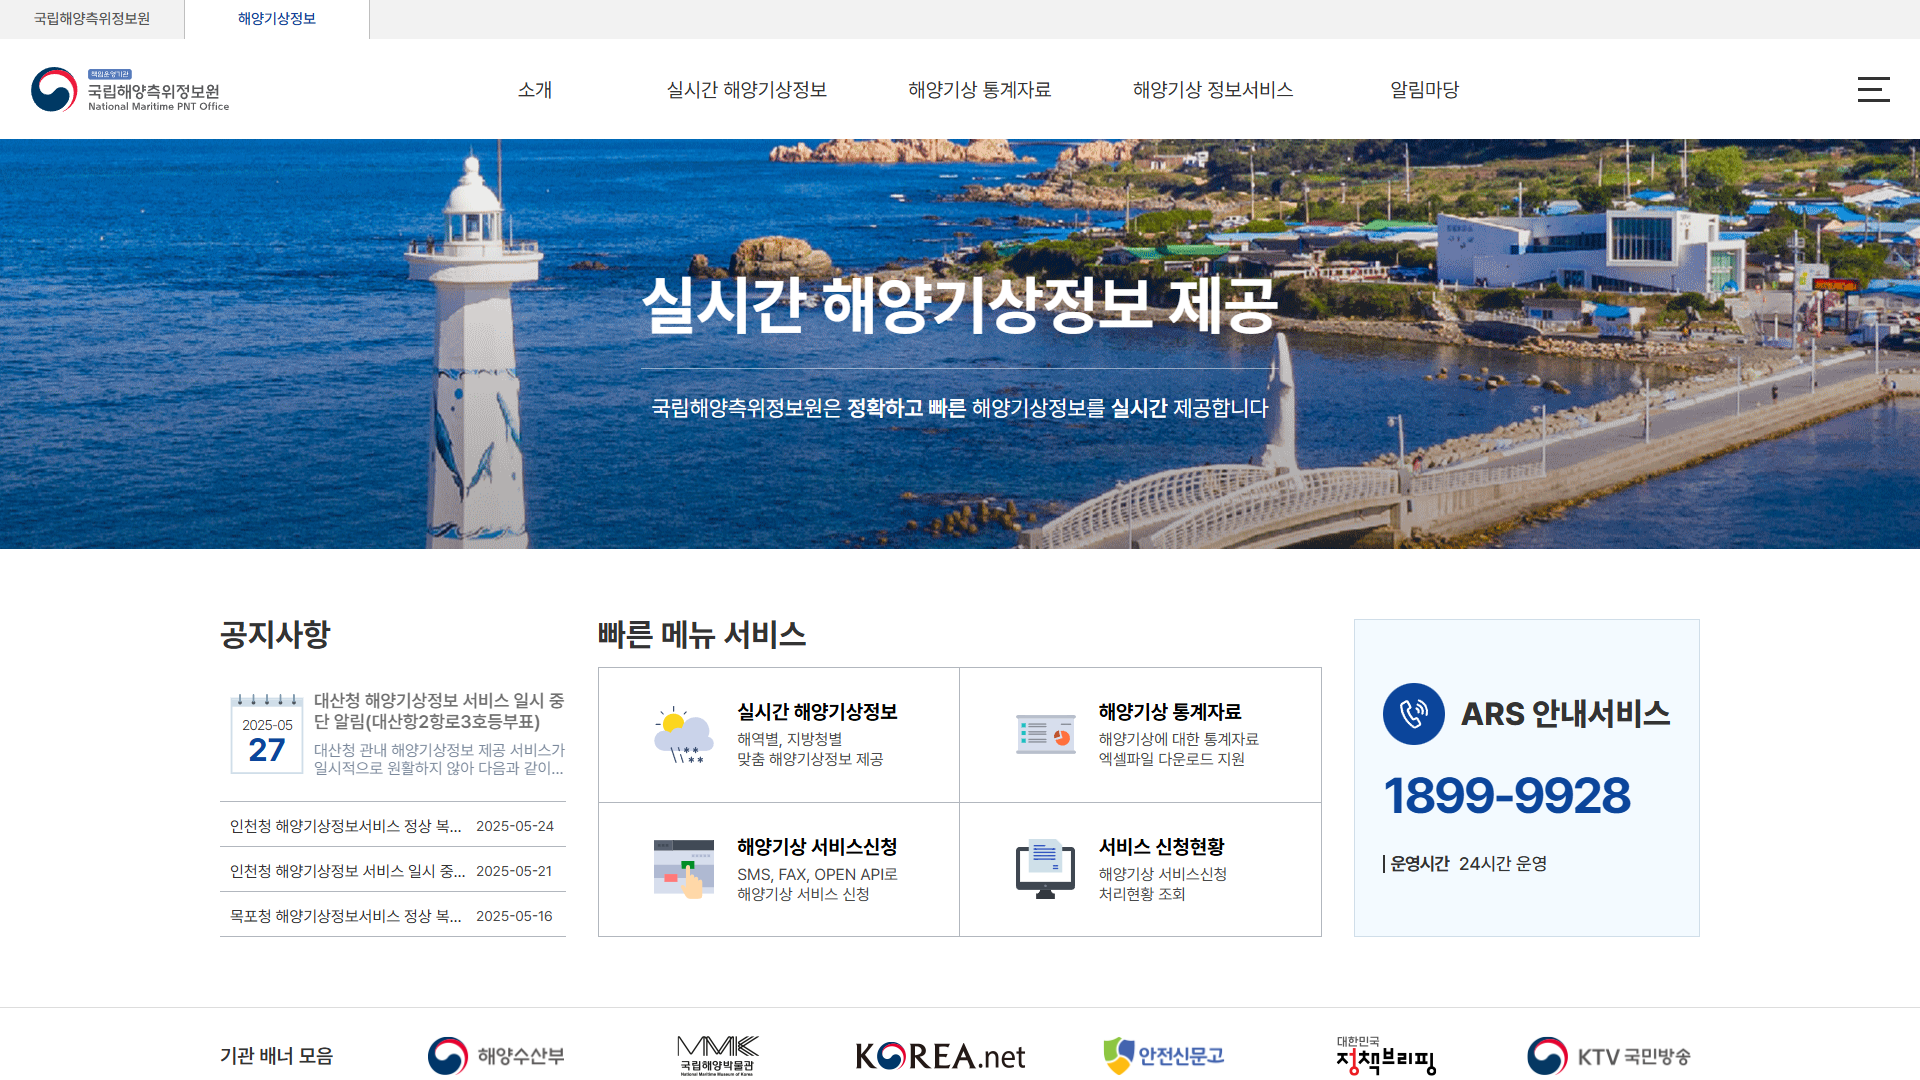 국립해양측위정보원
해양기상정보
책임운영기관
국립해양측위정보원
National Maritime PNT Office
소개
실시간 해양기상정보
해양기상 통계자료
해양기상 정보서비스
알림마당
실시간 해양기상정보 제공
국립해양측위정보원은 정확하고 빠른 해양기상정보를 실시간 제공합니다
공지사항
2025-05
27
대산청 해양기상정보 서비스 일시 중
단 알림(대산항2항로3호등부표)
대산청 관내 해양기상정보 제공 서비스가
일시적으로 원활하지 않아 다음과 같이...
인천청 해양기상정보서비스 정상 복... 2025-05-24
인천청 해양기상정보 서비스 일시 중... 2025-05-21
목포청 해양기상정보서비스 정상 복... 2025-05-16
빠른 메뉴 서비스
실시간 해양기상정보
해역별, 지방청별
맞춤 해양기상정보 제공
해양기상 통계자료
해양기상에 대한 통계자료
엑셀파일 다운로드 지원
해양기상 서비스신청
SMS, FAX, OPEN API로
해양기상 서비스 신청
서비스 신청현황
해양기상 서비스신청
처리현황 조회
ARS 안내서비스
1899-9928
운영시간 24시간 운영
기관 배너 모음
해양수산부
MMK
국립해양박물관
National Maritime Museum of Korea
KOREA.net
안전신문고
대한민국
정책브리핑
KTV 국민방송